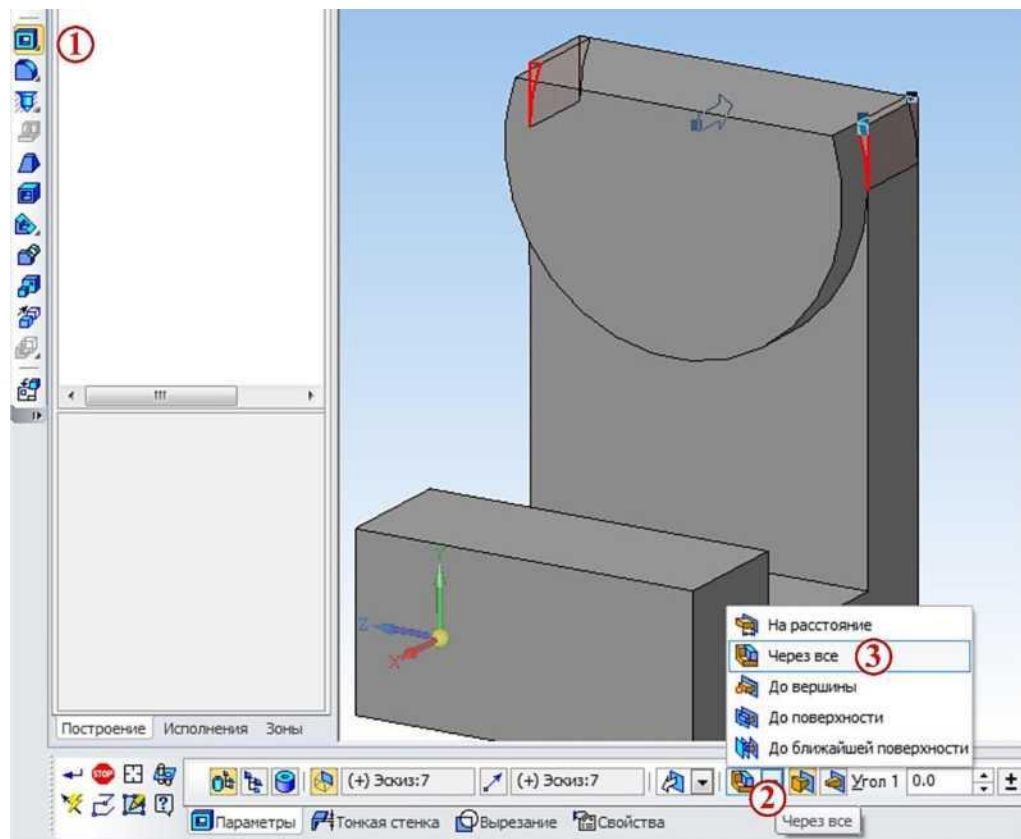 1
Y
Z
X
На расстояние
Через все 3
До вершины
До поверхности
До ближайшей поверхности
Построение Исполнения Зоны
STOP (+) Эскиз:7 (+) Эскиз:7 Угол 1 0.0
2
Параметры Тонкая стенка Вырезание Свойства Через все